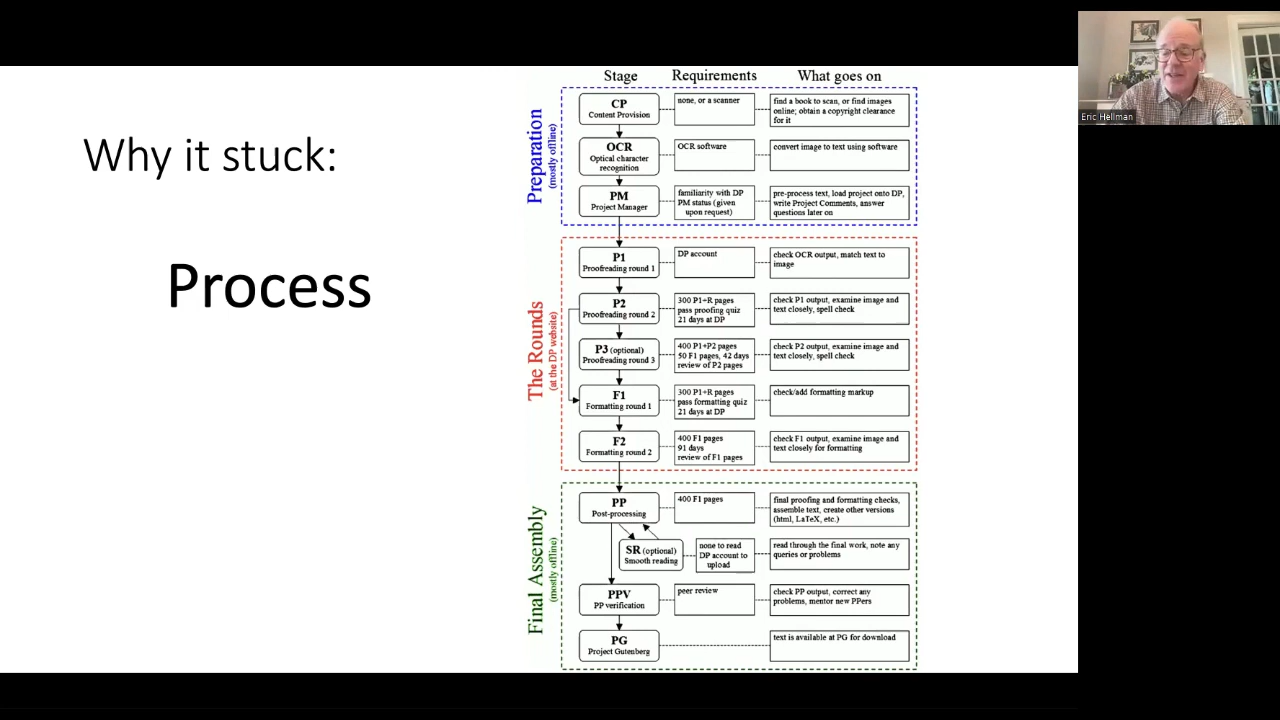 Why it stuck:
Process
Stage Requirements What goes on
Preparation
(mostly offline)
CP
Content Provision
none, or a scanner
find a book to scan, or find images
online; obtain a copyright clearance
for it
OCR
Optical character
recognition
OCR software
convert image to text using software
PM
Project Manager
familiarity with DP
PM status (given
upon request)
pre-process text, load project onto DP,
write Project Comments, answer
questions later on
The Rounds
(at the DP website)
P1
Proofreading round 1
DP account
check OCR output, match text to
image
P2
Proofreading round 2
300 P1+R pages
pass proofing quiz
21 days at DP
check P1 output, examine image and
text closely, spell check
P3 (optional)
Proofreading round 3
400 P1+P2 pages
50 F1 pages, 42 days
review of P2 pages
check P2 output, examine image and
text closely, spell check
F1
Formatting round 1
300 P1+R pages
pass formatting quiz
21 days at DP
check/add formatting markup
F2
Formatting round 2
400 F1 pages
91 days
review of F1 pages
check F1 output, examine image and
text closely for formatting
Final Assembly
(mostly offline)
PP
Post-processing
400 F1 pages
final proofing and formatting checks,
assemble text, create other versions
(html, LaTeX, etc.)
SR (optional)
Smooth reading
none to read
DP account to
upload
read through the final work, note any
queries or problems
PPV
PP verification
peer review
check PP output, correct any
problems, mentor new PPers
PG
Project Gutenberg
text is available at PG for download
Eric Hellman